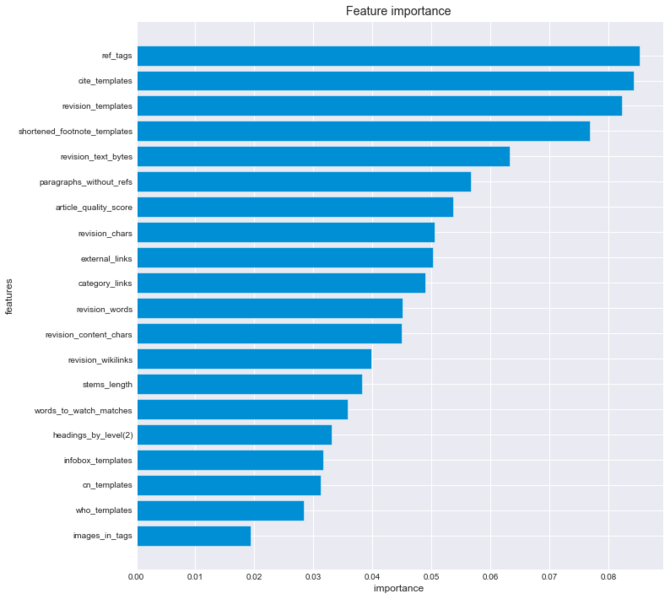 Feature importance
features
ref_tags
cite_templates
revision_templates
shortened_footnote_templates
revision_text_bytes
paragraphs_without_refs
article_quality_score
revision_chars
external_links
category_links
revision_words
revision_content_chars
revision_wikilinks
stems_length
words_to_watch_matches
headings_by_level(2)
infobox_templates
cn_templates
who_templates
images_in_tags
0.00 0.01 0.02 0.03 0.04 0.05 0.06 0.07 0.08
importance